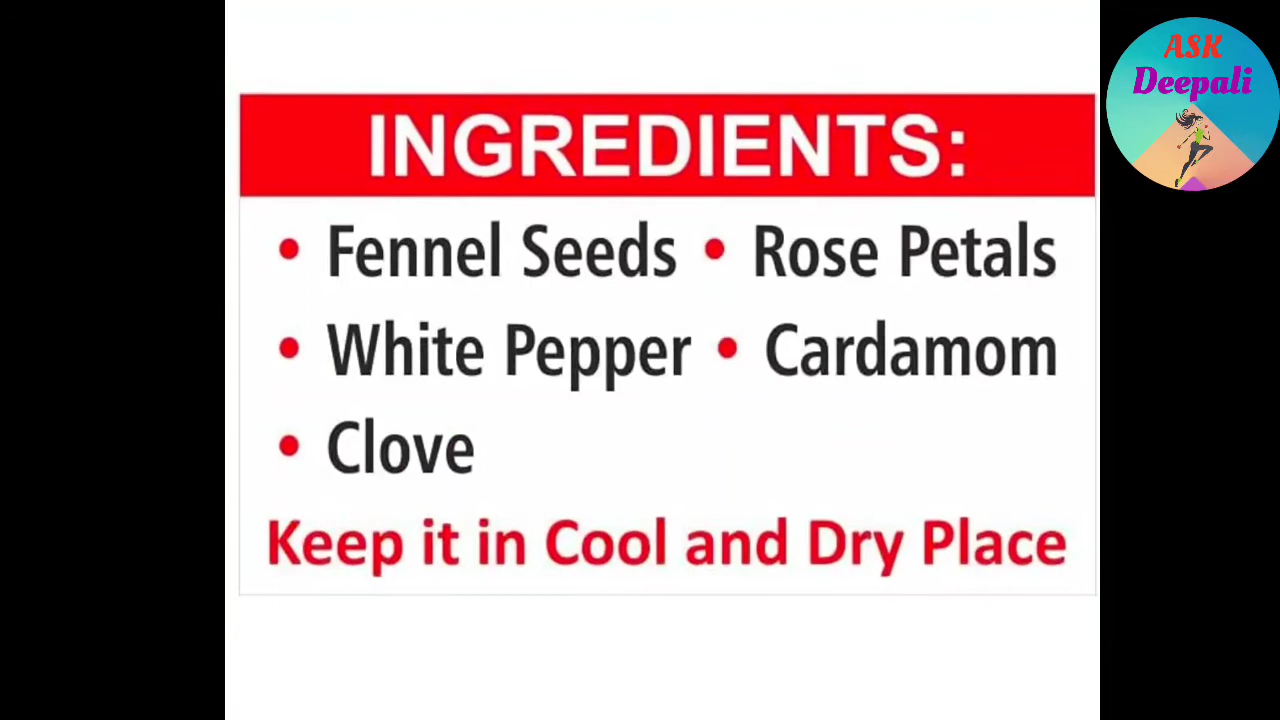 ASK
Deepali
INGREDIENTS:
• Fennel Seeds • Rose Petals
• White Pepper • Cardamom
• Clove
Keep it in Cool and Dry Place